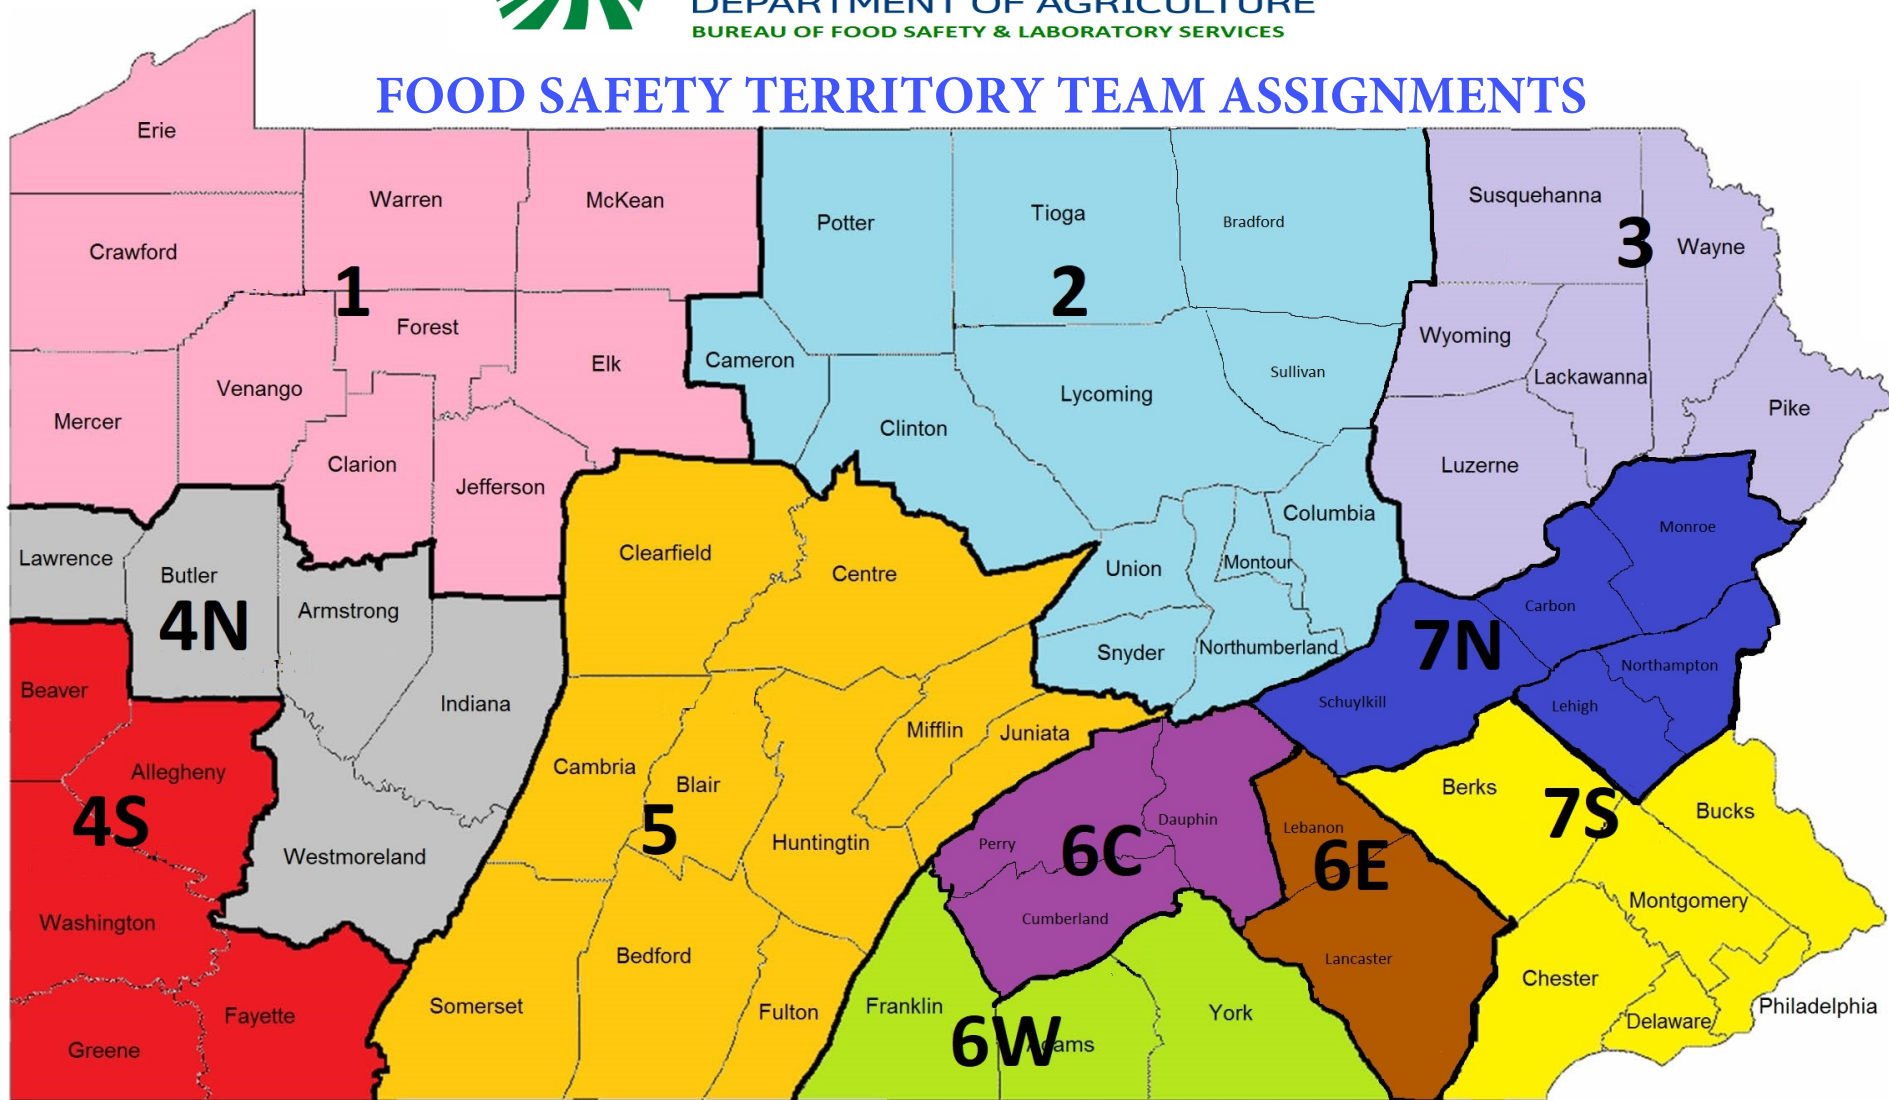 DEPARTMENT OF AGRICULTURE
BUREAU OF FOOD SAFETY & LABORATORY SERVICES
FOOD SAFETY TERRITORY TEAM ASSIGNMENTS
Erie
Warren
McKean
Crawford
1
Forest
Venango
Elk
Mercer
Clarion
Jefferson
Potter
Tioga
Bradford
2
Cameron
Lycoming
Sullivan
Clinton
Columbia
Union
Montour
Snyder
Northumberland
Susquehanna
3
Wayne
Wyoming
Lackawanna
Pike
Luzerne
Lawrence
Butler
4N
Armstrong
Indiana
Westmoreland
Beaver
Allegheny
4S
Washington
Fayette
Greene
Clearfield
Centre
Mifflin
Juniata
Cambria
Blair
5
Huntingtin
Bedford
Somerset
Fulton
Perry
6C
Dauphin
Cumberland
Lebanon
6E
Lancaster
Franklin
6W
Adams
York
Monroe
Carbon
7N
Northampton
Schuylkill
Lehigh
Berks
7S
Bucks
Montgomery
Chester
Delaware
Philadelphia